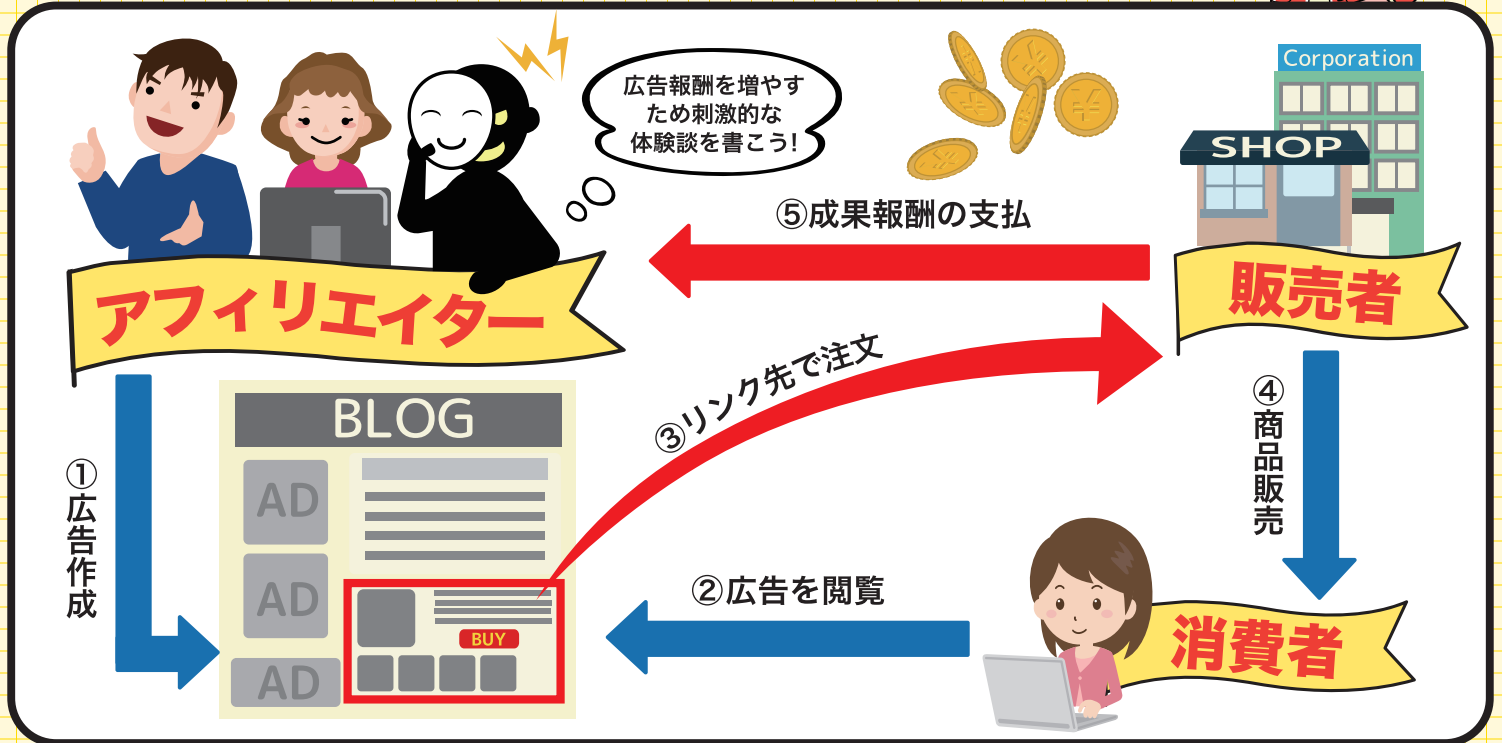 Corporation
SHOP
広告報酬を増やす
ため刺激的な
体験談を書こう!
⑤成果報酬の支払
アフィリエイター
販売者
③リンク先で注文
①広告作成
BLOG
AD
AD
AD
BUY
②広告を閲覧
④商品販売
消費者